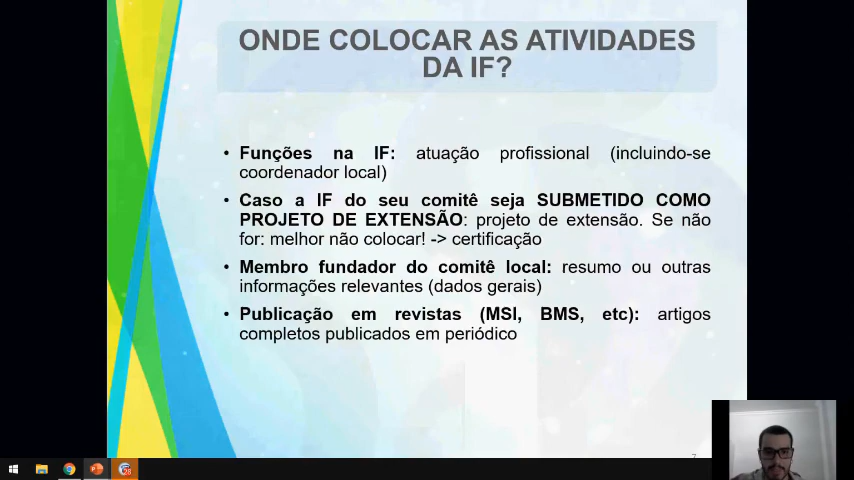 ONDE COLOCAR AS ATIVIDADES
DA IF?
• Funções na IF: atuação profissional (incluindo-se
coordenador local)
• Caso a IF do seu comitê seja SUBMETIDO COMO
PROJETO DE EXTENSÃO: projeto de extensão. Se não
for: melhor não colocar! -> certificação
• Membro fundador do comitê local: resumo ou outras
informações relevantes (dados gerais)
• Publicação em revistas (MSI, BMS, etc): artigos
completos publicados em periódico
7